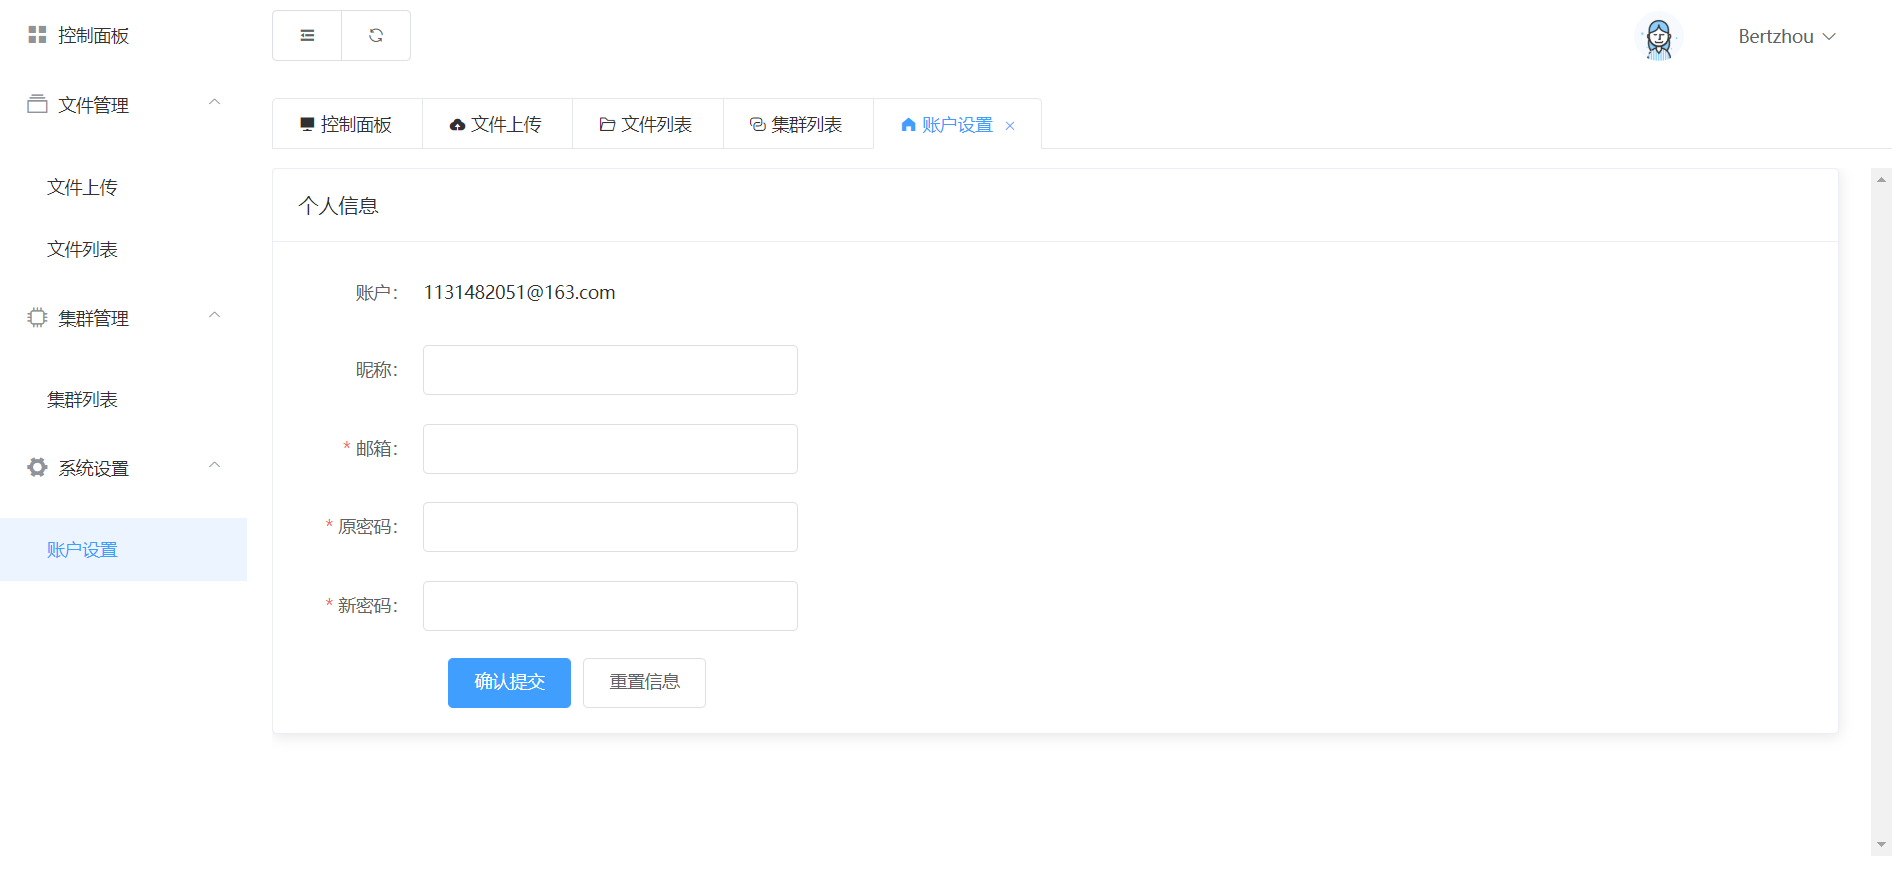 控制面板
文件管理
文件上传
文件列表
集群管理
集群列表
系统设置
账户设置
Bertzhou
控制面板 文件上传 文件列表 集群列表 账户设置
个人信息
账户： 1131482051@163.com
昵称：
* 邮箱：
* 原密码：
* 新密码：
确认提交 重置信息